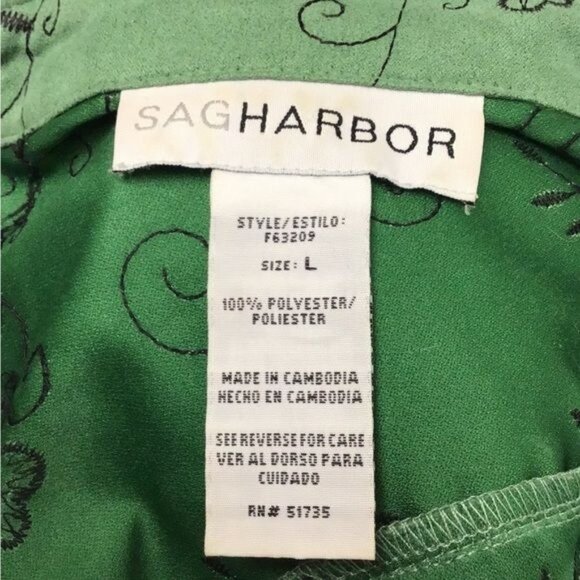 SAGHARBOR
STYLE/ESTILO:
F63209
SIZE: L
100% POLYESTER/
POLIESTER
MADE IN CAMBODIA
HECHO EN CAMBODIA
SEE REVERSE FOR CARE
VER AL DORSO PARA
CUIDADO
RN# 51735